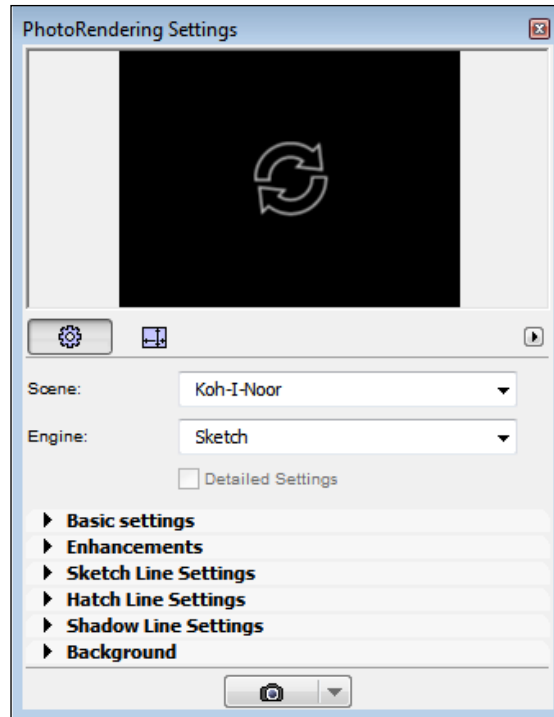 PhotoRendering Settings
Scene: Koh-I-Noor
Engine: Sketch
Detailed Settings
Basic settings
Enhancements
Sketch Line Settings
Hatch Line Settings
Shadow Line Settings
Background